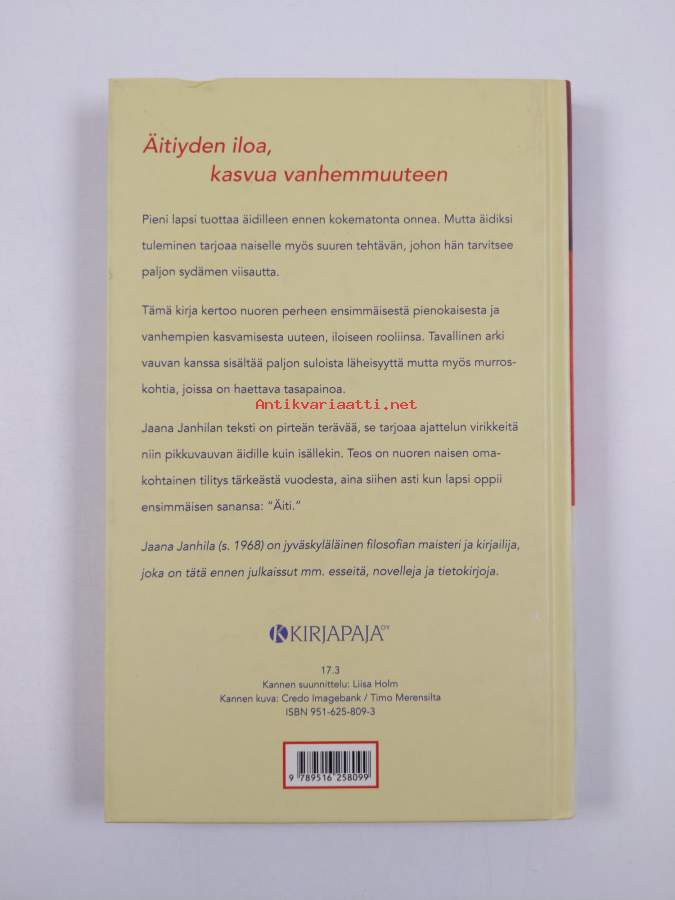 Äitiyden iloa,
kasvua vanhemmuuteen
Pieni lapsi tuottaa äidilleen ennen kokematonta onnea. Mutta äidiksi
tuleminen tarjoaa naiselle myös suuren tehtävän, johon hän tarvitsee
paljon sydämen viisautta.
Tämä kirja kertoo nuoren perheen ensimmäisestä pienokaisesta ja
vanhempien kasvamisesta uuteen, iloiseen rooliinsa. Tavallinen arki
vauvan kanssa sisältää paljon suloista läheisyyttä mutta myös murros-
kohtia, joissa on haettava tasapainoa.
Antikvariaatti.net
Jaana Janhilan teksti on pirteän terävää, se tarjoaa ajattelun virikkeitä
niin pikkuvauvan äidille kuin isällekin. Teos on nuoren naisen oma-
kohtainen tilitys tärkeästä vuodesta, aina siihen asti kun lapsi oppii
ensimmäisen sanansa: "Äiti."
Jaana Janhila (s. 1968) on jyväskyläläinen filosofian maisteri ja kirjailija,
joka on tätä ennen julkaissut mm. esseitä, novelleja ja tietokirjoja.
KIRJAPAJA OY
17.3
Kannen suunnittelu: Liisa Holm
Kannen kuva: Credo Imagebank / Timo Merensilta
ISBN 951-625-809-3
9 789516 258099